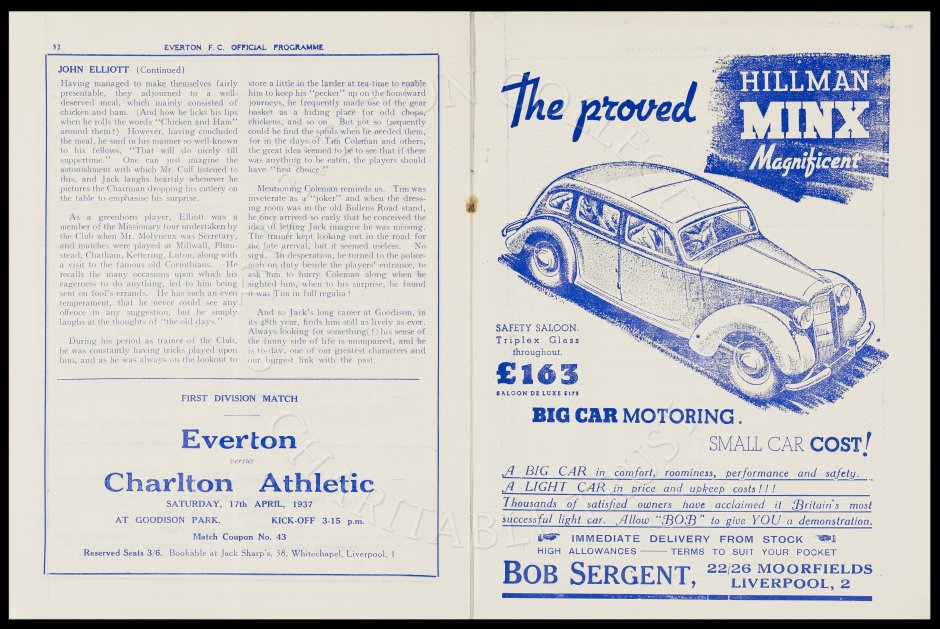 52
EVERTON F.C. OFFICIAL PROGRAMME
JOHN ELLIOTT (Continued)
Having managed to make themselves fairly
presentable, they adjourned to a well-
deserved meal, which mainly consisted of
chicken and ham. (And how he licks his lips
when he rolls the words "Chicken and Ham"
around them!) However, having concluded
the meal, he said in his manner so well-known
to his fellows, "That will do nicely till
suppertime." One can just imagine the
astonishment with which Mr. Cuff listened to
this, and Jack laughs heartily whenever he
pictures the Chairman dropping his cutlery on
the table to emphasise his surprise.
As a greenhorn player, Elliott was a
member of the Missionary tour undertaken by
the Club when Mr. Molyneux was Secretary,
and matches were played at Millwall, Plum-
stead, Chatham, Kettering, Luton, along with
a visit to the famous old Corinthians. He
recalls the many occasions upon which his
eagerness to do anything, led to him being
sent on fool's errands. He has such an even
temperament, that he never could see any
offence in any suggestion, but he simply
laughs at the thoughts of "the old days."
During his period as trainer of the Club,
he was constantly having tricks played upon
him, and as he was always on the lookout to
store a little in the larder at tea-time to enable
him to keep his "pecker" up on the homeward
journeys, he frequently made use of the gear
basket as a hiding place for odd chops,
chickens, and so on. But not so frequently
could he find the spoils when he needed them,
for in the days of Tim Coleman and others,
the great idea seemed to be to see that if there
was anything to be eaten, the players should
have "first choice."
Mentioning Coleman reminds us. Tim was
inveterate as a "joker" and when the dress-
ing room was in the old Bullens Road stand,
he once arrived so early that he conceived the
idea of letting Jack imagine he was missing.
The trainer kept looking out in the road for
the late arrival, but it seemed useless. No
sign. In desperation, he turned to the police-
man on duty beside the players' entrance, to
ask him to hurry Coleman along when he
sighted him, when to his surprise, he found
it was Tim in full regalia!
And so Jack's long career at Goodison, in
its 48th year, finds him still as lively as ever.
Always looking for something(!) his sense of
the funny side of life is unimpaired, and he
is to-day, one of our greatest characters and
our biggest link with the past.
FIRST DIVISION MATCH
Everton
versus
Charlton Athletic
SATURDAY, 17th APRIL, 1937
AT GOODISON PARK. KICK-OFF 3-15 p.m.
Match Coupon No. 43
Reserved Seats 3/6. Bookable at Jack Sharp's, 38, Whitechapel, Liverpool, 1
The proved
HILLMAN
MINX
Magnificent
SAFETY SALOON.
Triplex Glass
throughout.
£163
SALOON DE LUXE £175
BIG CAR MOTORING.
SMALL CAR COST!
A BIG CAR in comfort, roominess, performance and safety.
A LIGHT CAR in price and upkeep costs!!!
Thousands of satisfied owners have acclaimed it Britain's most
successful light car. Allow "BOB" to give YOU a demonstration.
IMMEDIATE DELIVERY FROM STOCK
HIGH ALLOWANCES — TERMS TO SUIT YOUR POCKET
BOB SERGENT, 22/26 MOORFIELDS
LIVERPOOL, 2